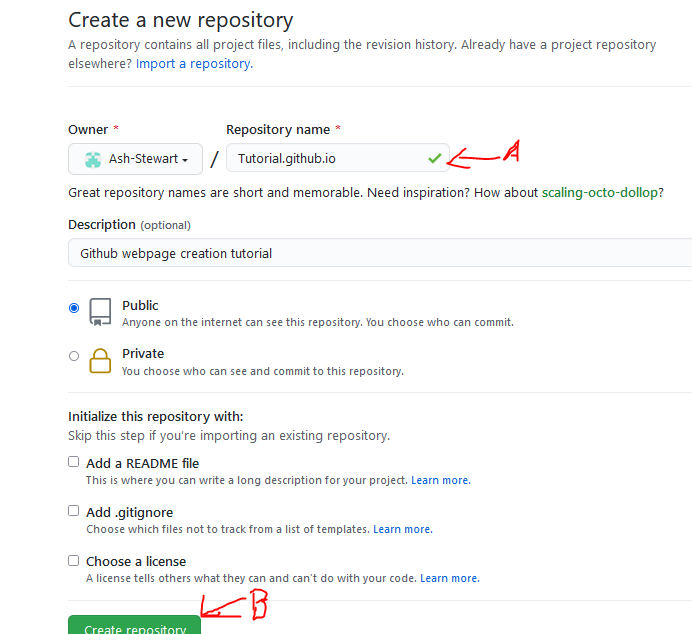 Create a new repository
A repository contains all project files, including the revision history. Already have a project repository
elsewhere? Import a repository.
Owner * Repository name *
Ash-Stewart / Tutorial.github.io A
Great repository names are short and memorable. Need inspiration? How about scaling-octo-dollop?
Description (optional)
Github webpage creation tutorial
Public
Anyone on the internet can see this repository. You choose who can commit.
Private
You choose who can see and commit to this repository.
Initialize this repository with:
Skip this step if you're importing an existing repository.
Add a README file
This is where you can write a long description for your project. Learn more.
Add .gitignore
Choose which files not to track from a list of templates. Learn more.
Choose a license
A license tells others what they can and can't do with your code. Learn more.
B
Create repository